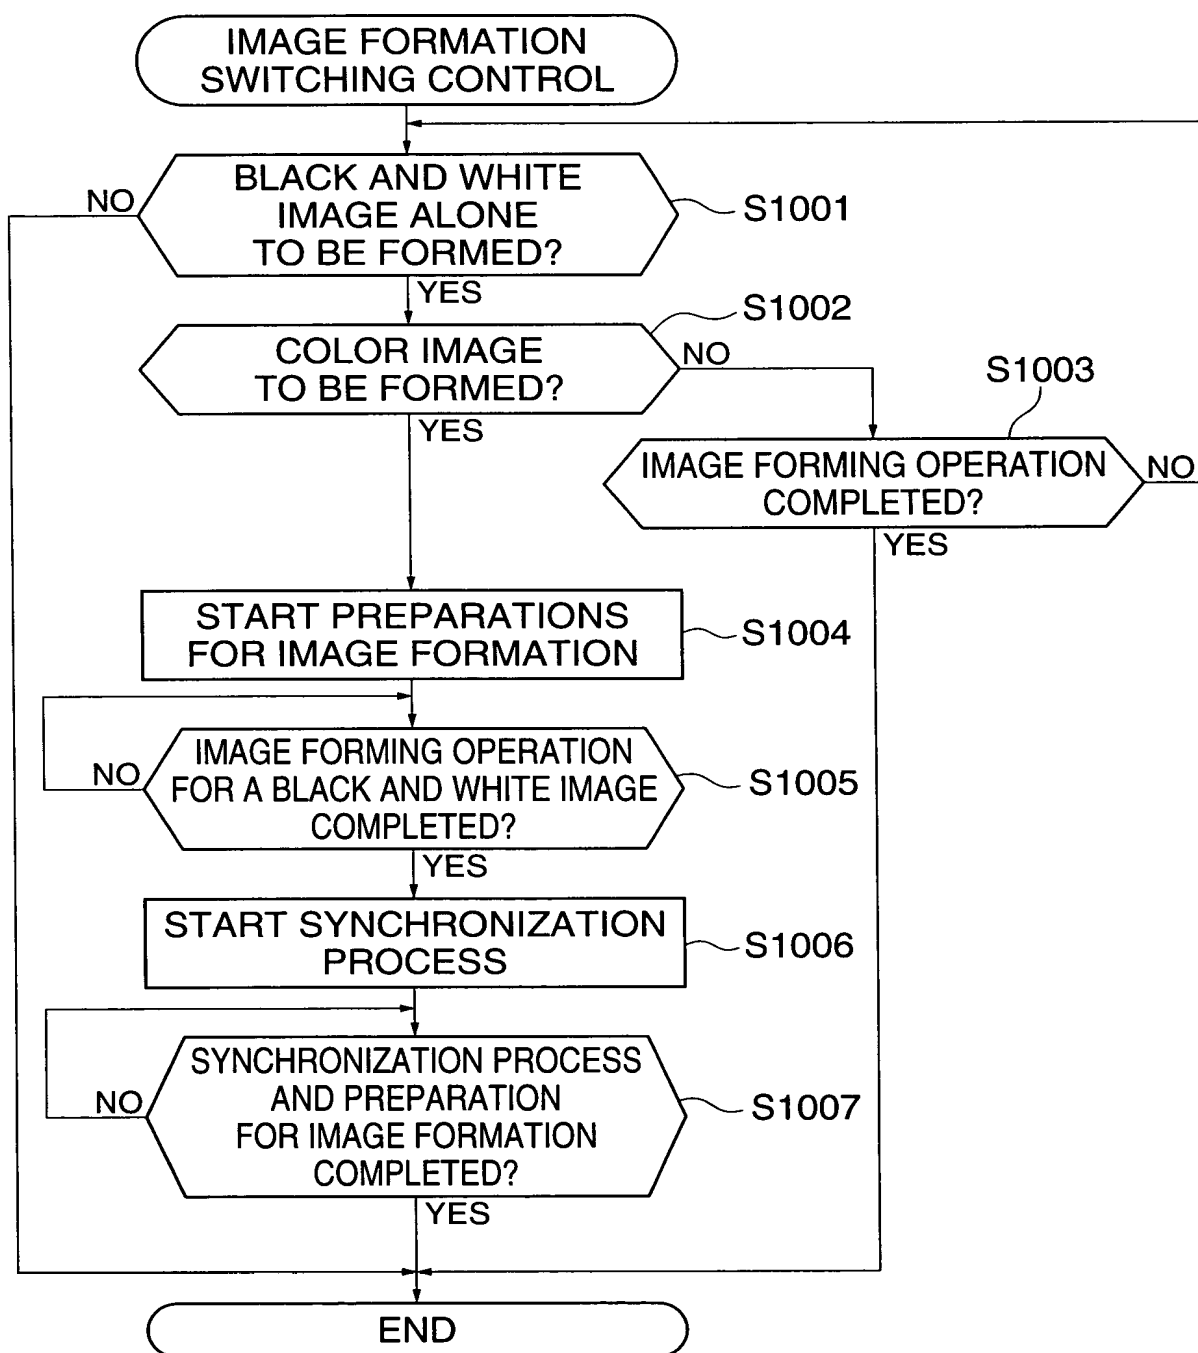 IMAGE FORMATION
SWITCHING CONTROL
BLACK AND WHITE
IMAGE ALONE
TO BE FORMED?
NO
S1001
YES
COLOR IMAGE
TO BE FORMED?
S1002
NO
YES
S1003
IMAGE FORMING OPERATION
COMPLETED?
NO
YES
START PREPARATIONS
FOR IMAGE FORMATION
S1004
IMAGE FORMING OPERATION
FOR A BLACK AND WHITE IMAGE
COMPLETED?
NO
S1005
YES
START SYNCHRONIZATION
PROCESS
S1006
SYNCHRONIZATION PROCESS
AND PREPARATION
FOR IMAGE FORMATION
COMPLETED?
NO
S1007
YES
END